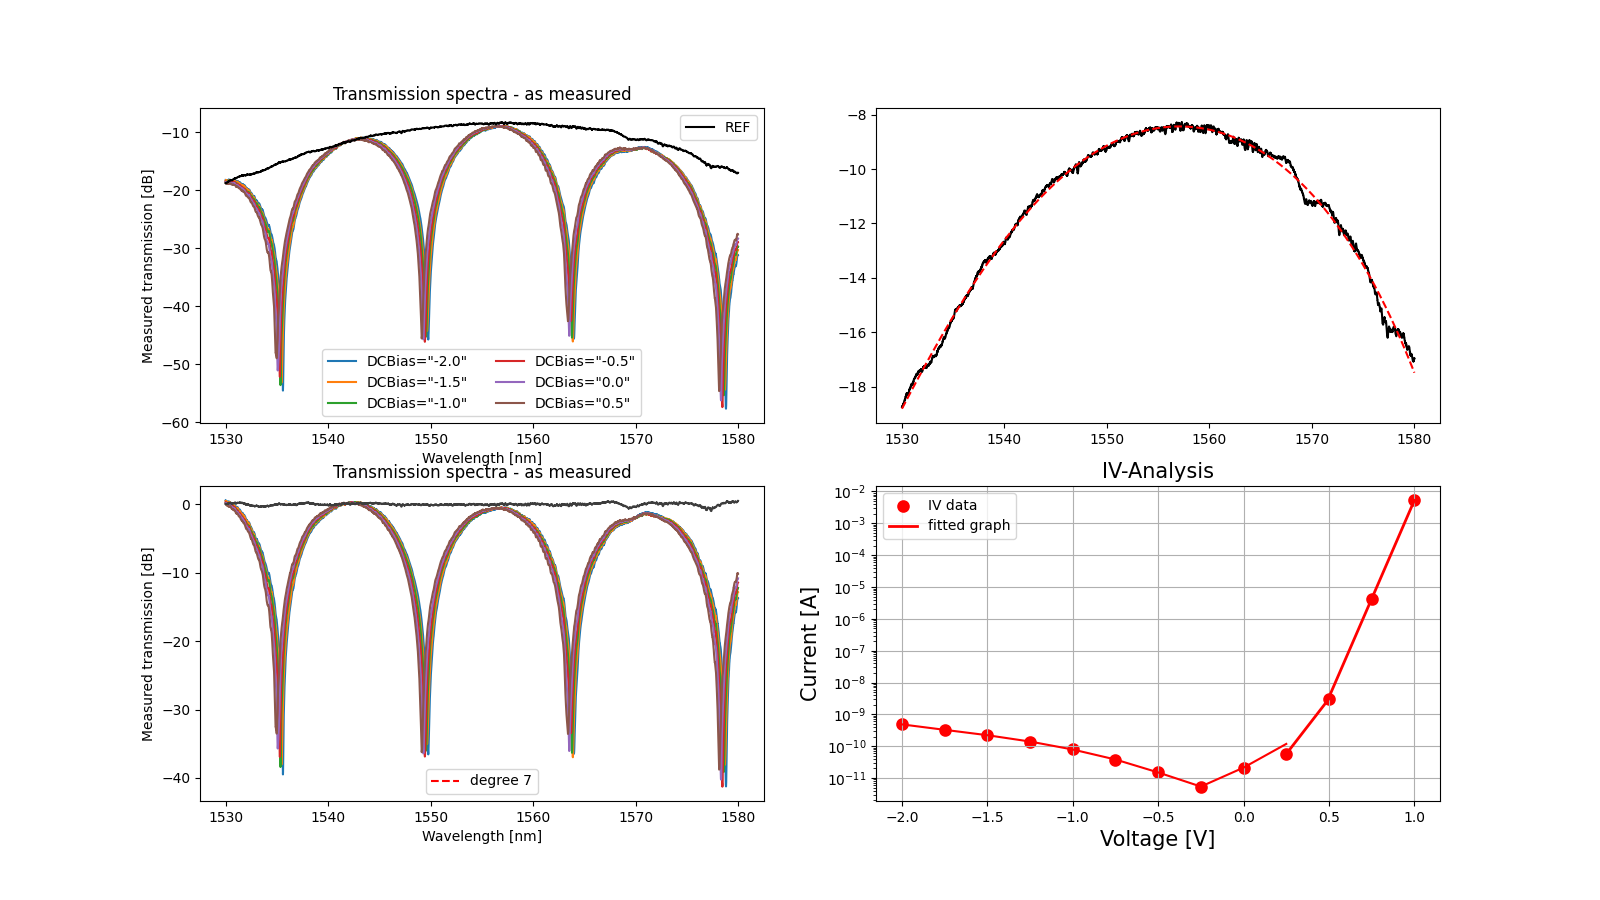 Transmission spectra - as measured
Measured transmission [dB]
−10
−20
−30
−40
−50
−60
REF
DCBias="-2.0"
DCBias="-1.5"
DCBias="-1.0"
DCBias="-0.5"
DCBias="0.0"
DCBias="0.5"
1530 1540 1550 1560 1570 1580
Wavelength [nm]
−8
−10
−12
−14
−16
−18
1530 1540 1550 1560 1570 1580
Transmission spectra - as measured
Measured transmission [dB]
0
−10
−20
−30
−40
degree 7
1530 1540 1550 1560 1570 1580
Wavelength [nm]
IV-Analysis
Current [A]
10⁻²
10⁻³
10⁻⁴
10⁻⁵
10⁻⁶
10⁻⁷
10⁻⁸
10⁻⁹
10⁻¹⁰
10⁻¹¹
IV data
fitted graph
−2.0 −1.5 −1.0 −0.5 0.0 0.5 1.0
Voltage [V]